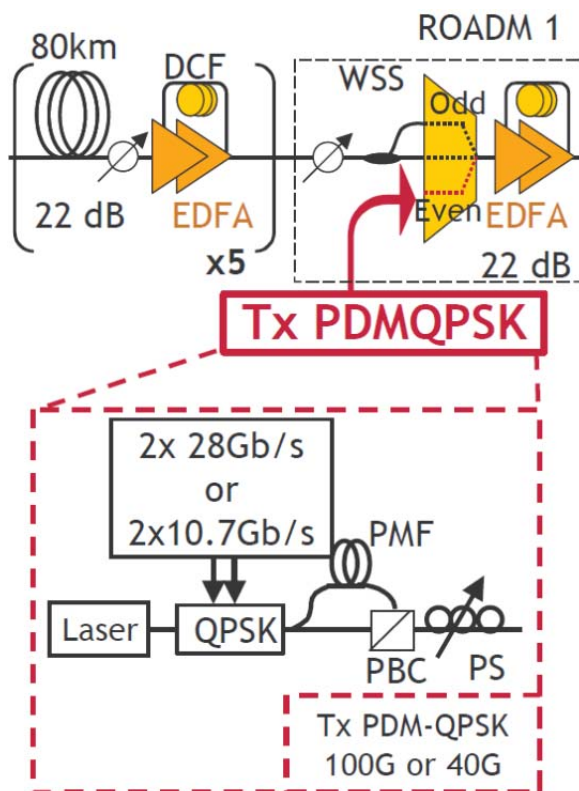 ROADM 1
80km
DCF
WSS
Odd
22 dB
EDFA
Even
EDFA
x5
22 dB
Tx PDMQPSK
2x 28Gb/s
or
2x10.7Gb/s
PMF
Laser
QPSK
PBC
PS
Tx PDM-QPSK
100G or 40G